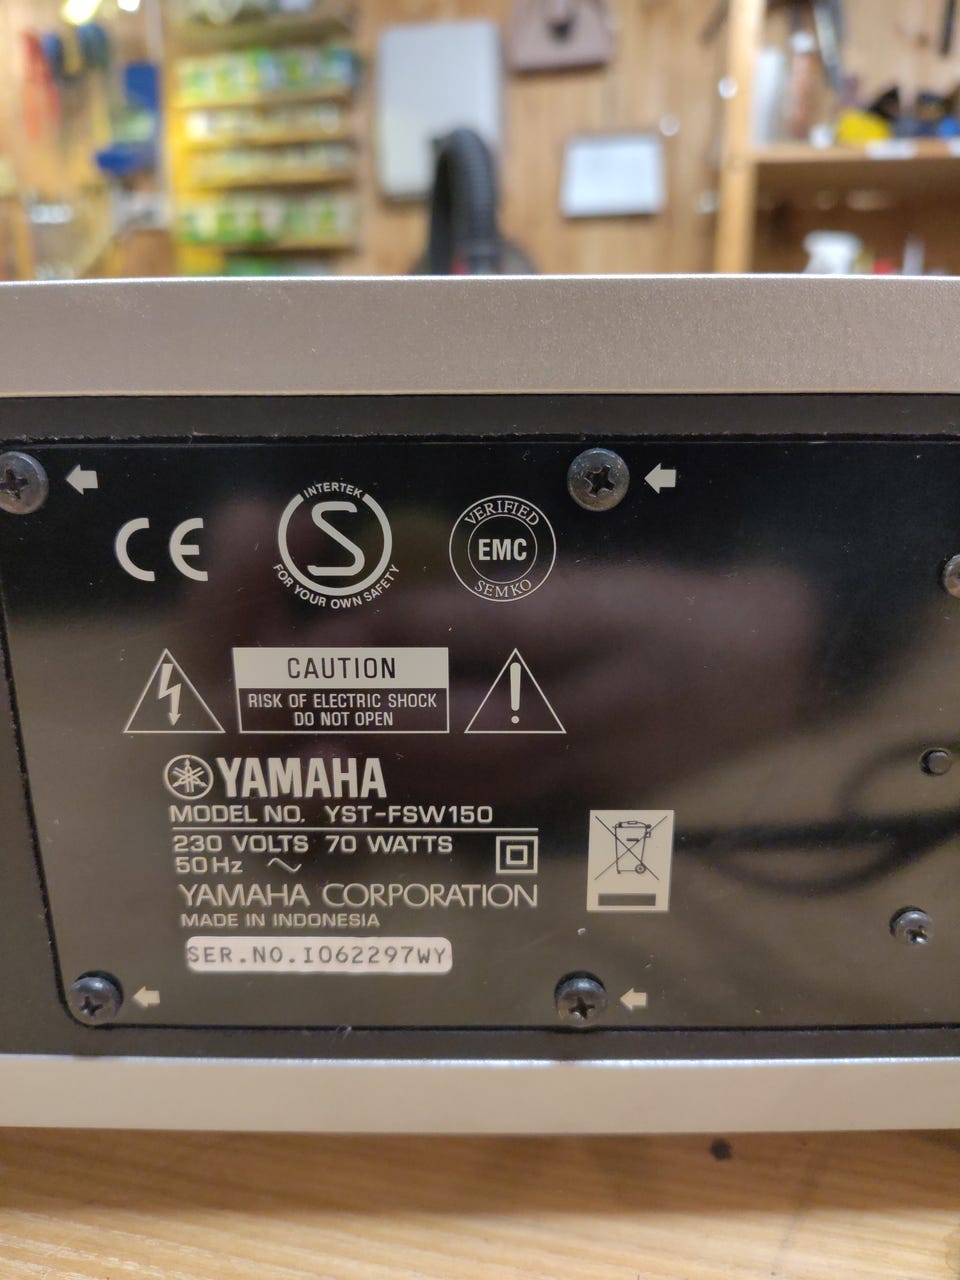 CE
INTERTEK
S
FOR YOUR OWN SAFETY
VERIFIED
EMC
SEMKO
CAUTION
RISK OF ELECTRIC SHOCK
DO NOT OPEN
YAMAHA
MODEL NO. YST-FSW150
230 VOLTS 70 WATTS
50Hz ~
YAMAHA CORPORATION
MADE IN INDONESIA
SER.NO.I062297WY